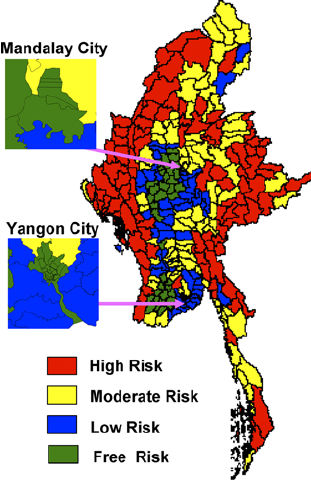 Mandalay City
Yangon City
High Risk
Moderate Risk
Low Risk
Free Risk